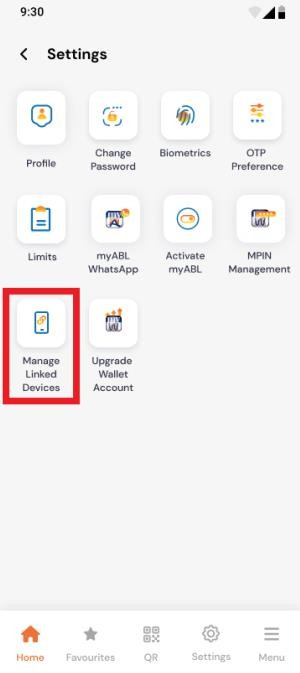 9:30
Settings
Profile
Change
Password
Biometrics
OTP
Preference
Limits
myABL
WhatsApp
Activate
myABL
MPIN
Management
Manage
Linked
Devices
Upgrade
Wallet
Account
Home
Favourites
QR
Settings
Menu